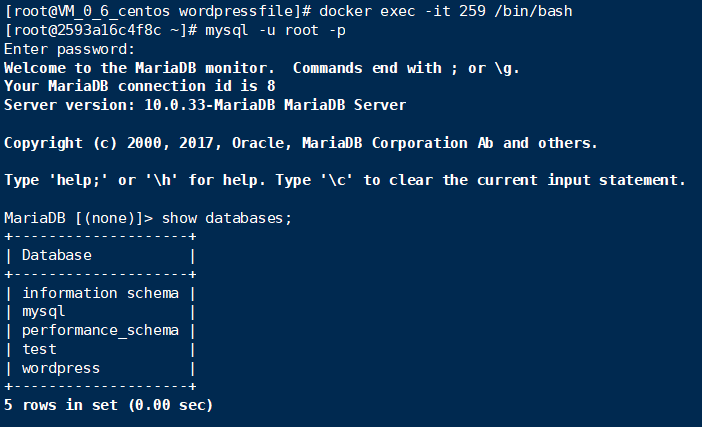 [root@VM_0_6_centos wordpressfile]# docker exec -it 259 /bin/bash
[root@2593a16c4f8c ~]# mysql -u root -p
Enter password:
Welcome to the MariaDB monitor.  Commands end with ; or \g.
Your MariaDB connection id is 8
Server version: 10.0.33-MariaDB MariaDB Server
Copyright (c) 2000, 2017, Oracle, MariaDB Corporation Ab and others.
Type 'help;' or '\h' for help. Type '\c' to clear the current input statement.
MariaDB [(none)]> show databases;
+--------------------+
| Database           |
+--------------------+
| information schema |
| mysql              |
| performance_schema |
| test               |
| wordpress          |
+--------------------+
5 rows in set (0.00 sec)